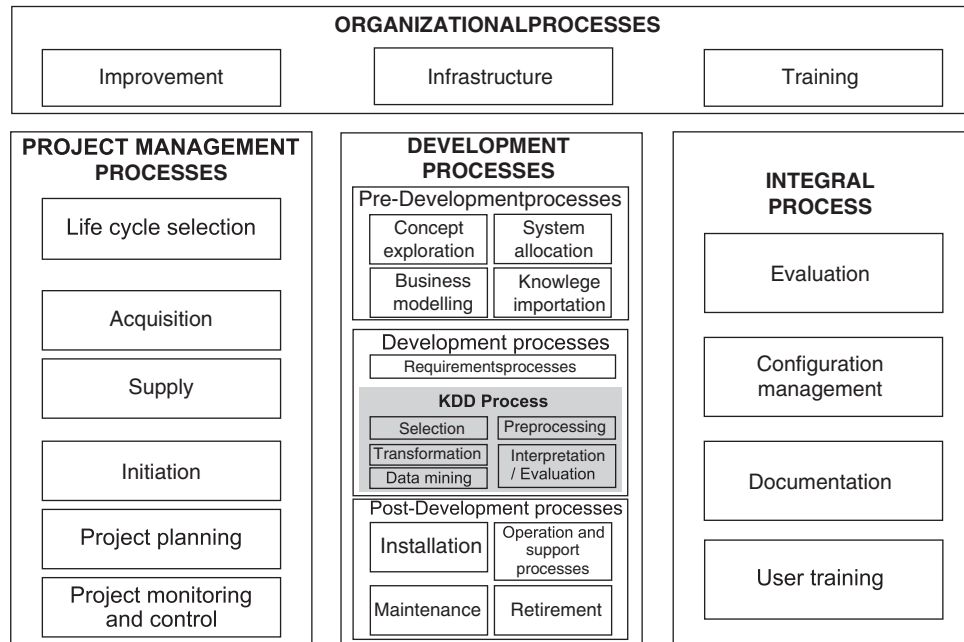 ORGANIZATIONALPROCESSES
Improvement
Infrastructure
Training
PROJECT MANAGEMENT
PROCESSES
Life cycle selection
Acquisition
Supply
Initiation
Project planning
Project monitoring
and control
DEVELOPMENT
PROCESSES
Pre-Developmentprocesses
Concept
exploration
System
allocation
Business
modelling
Knowlege
importation
Development processes
Requirementsprocesses
KDD Process
Selection
Preprocessing
Transformation
Data mining
Interpretation
/ Evaluation
Post-Development processes
Installation
Operation and
support
processes
Maintenance
Retirement
INTEGRAL
PROCESS
Evaluation
Configuration
management
Documentation
User training